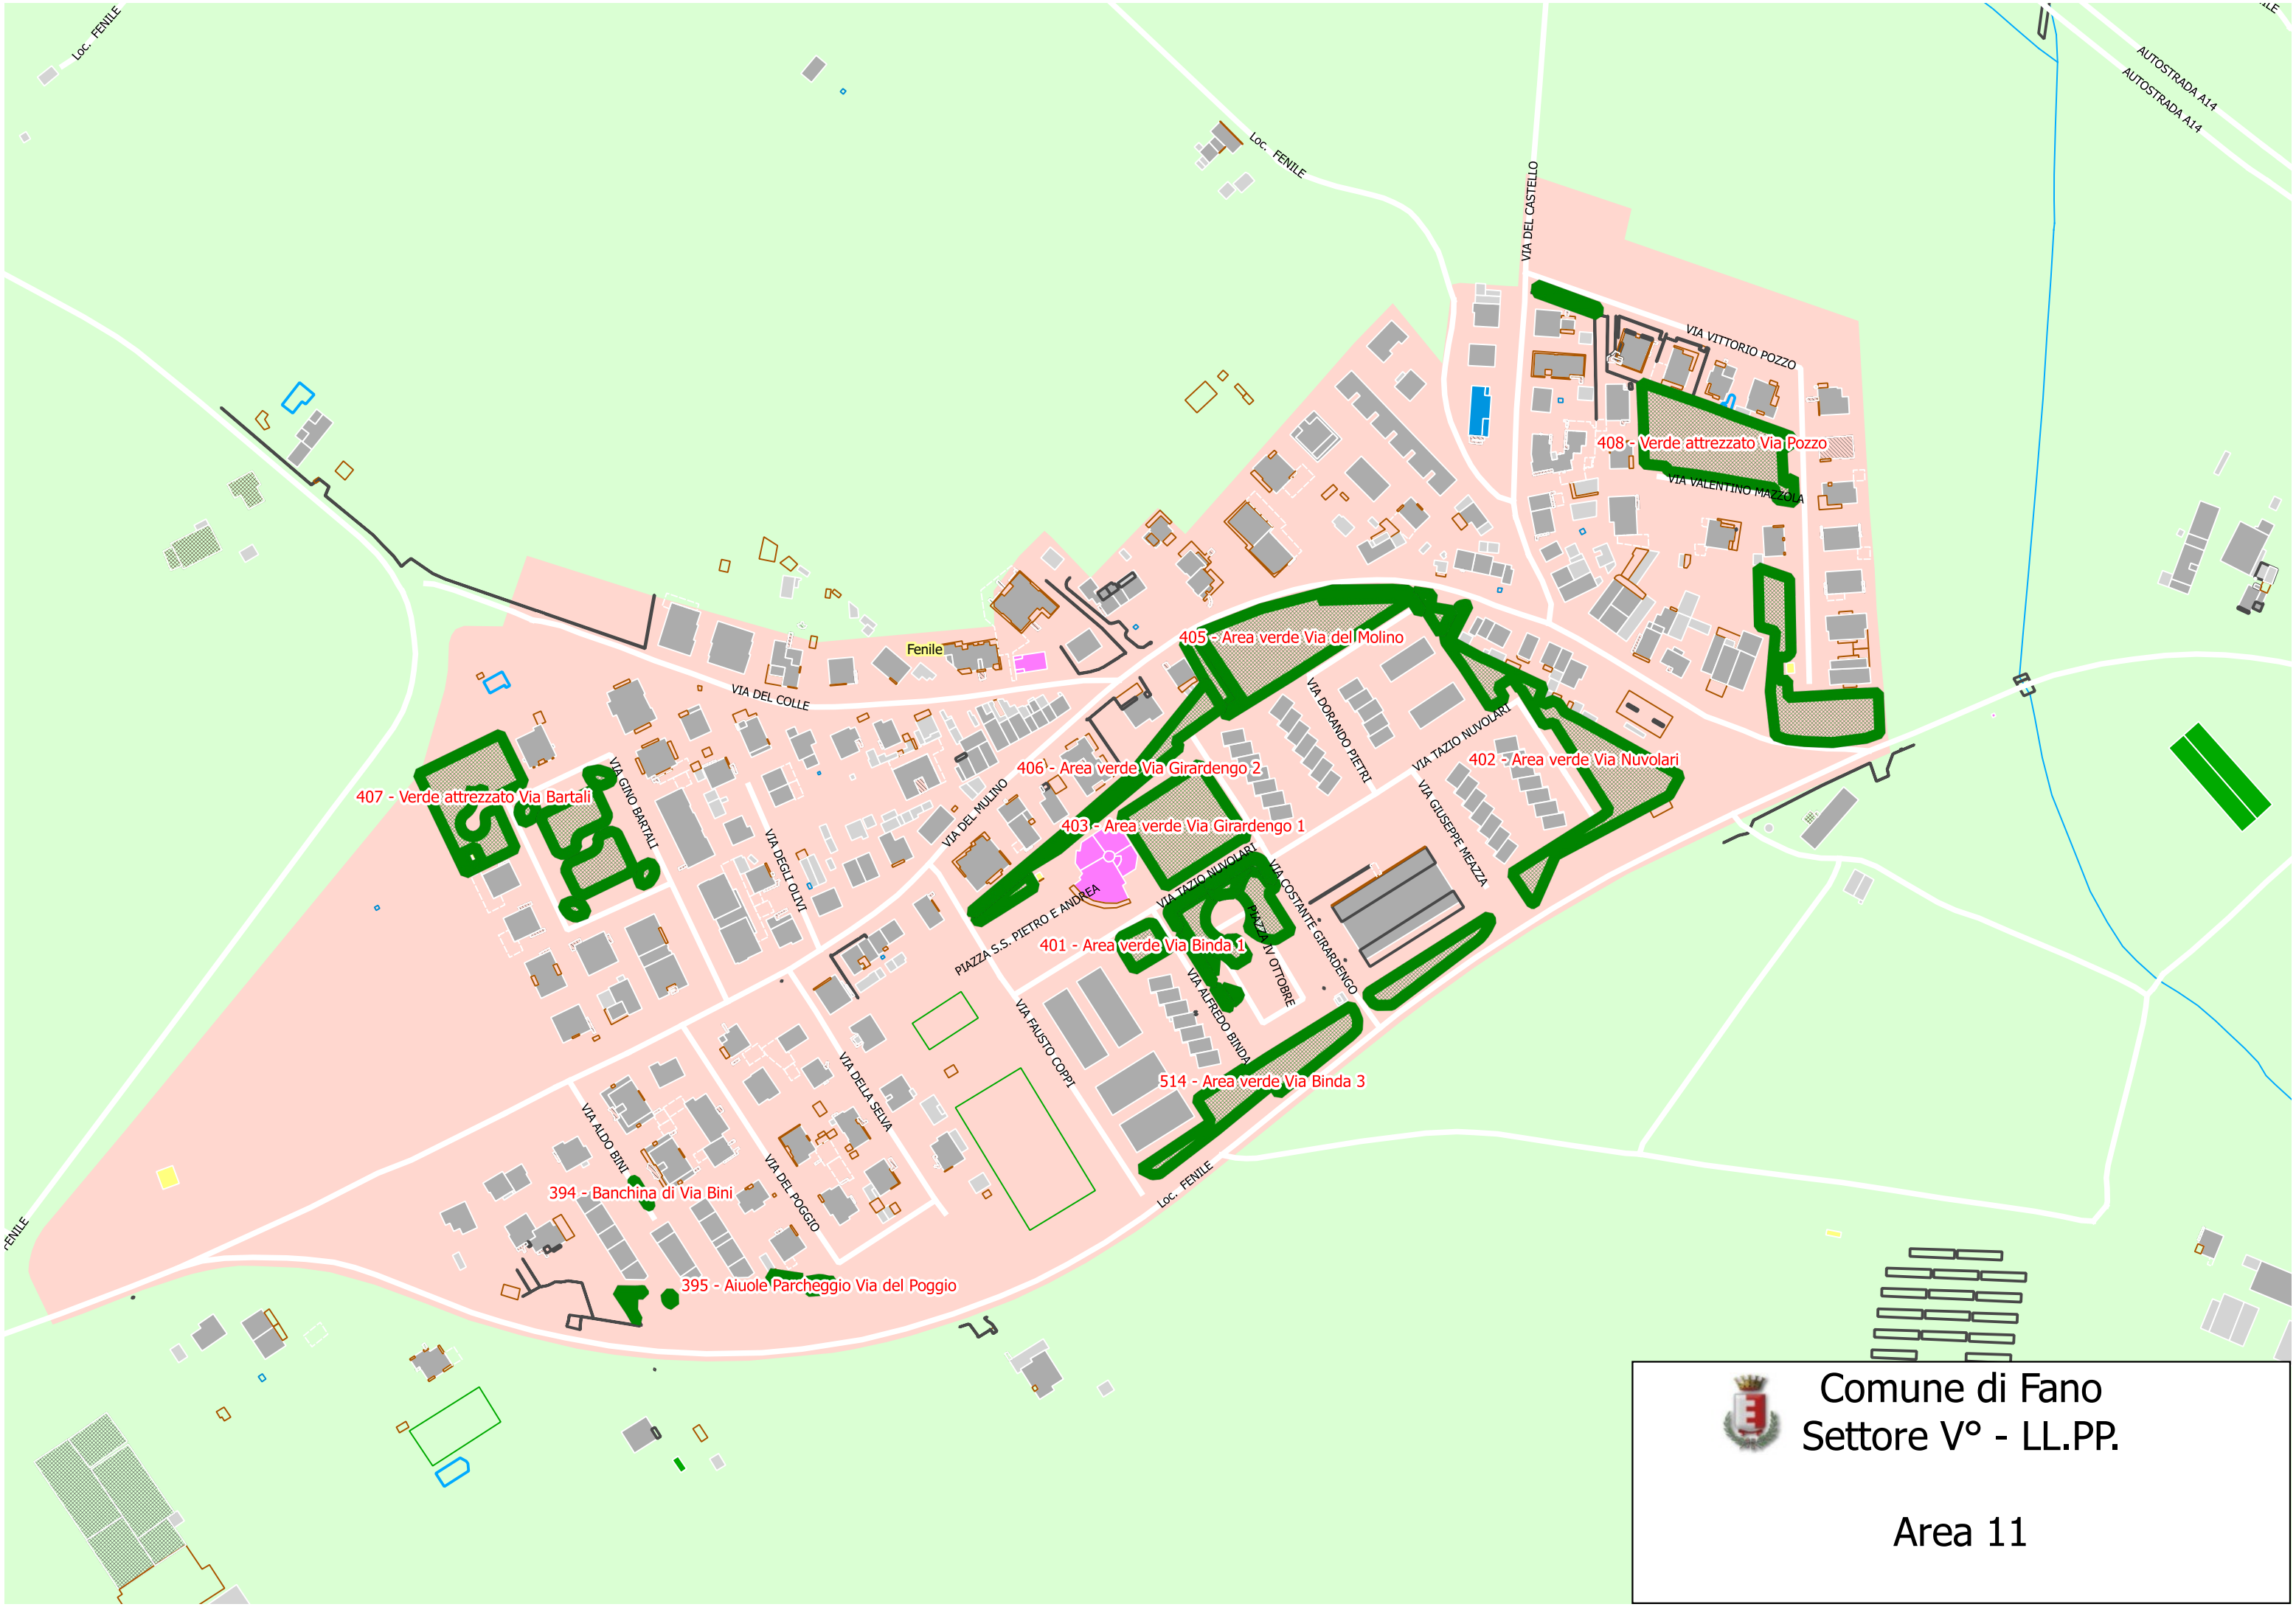 Loc. FENILE
AUTOSTRADA A14
AUTOSTRADA A14
Loc. FENILE
VIA DEL CASTELLO
VIA VITTORIO POZZO
408 - Verde attrezzato Via Pozzo
VIA VALENTINO MAZZOLA
405 - Area verde Via del Molino
Fenile
VIA DEL COLLE
VIA DORANDO PIETRI
VIA TAZIO NUVOLARI
402 - Area verde Via Nuvolari
406 - Area verde Via Girardengo 2
407 - Verde attrezzato Via Bartali
VIA GINO BARTALI
VIA DEL MULINO
403 - Area verde Via Girardengo 1
VIA GIUSEPPE MEAZZA
VIA DEGLI OLIVI
VIA TAZIO NUVOLARI
VIA COSTANTE GIRARDENGO
PIAZZA S.S. PIETRO E ANDREA
401 - Area verde Via Binda 1
PIAZZA IV OTTOBRE
VIA ALFREDO BINDA
VIA FAUSTO COPPI
514 - Area verde Via Binda 3
VIA DELLA SELVA
VIA ALDO BINI
VIA DEL POGGIO
394 - Banchina di Via Bini
Loc. FENILE
FENILE
395 - Aiuole Parcheggio Via del Poggio
Comune di Fano
Settore V° - LL.PP.
Area 11